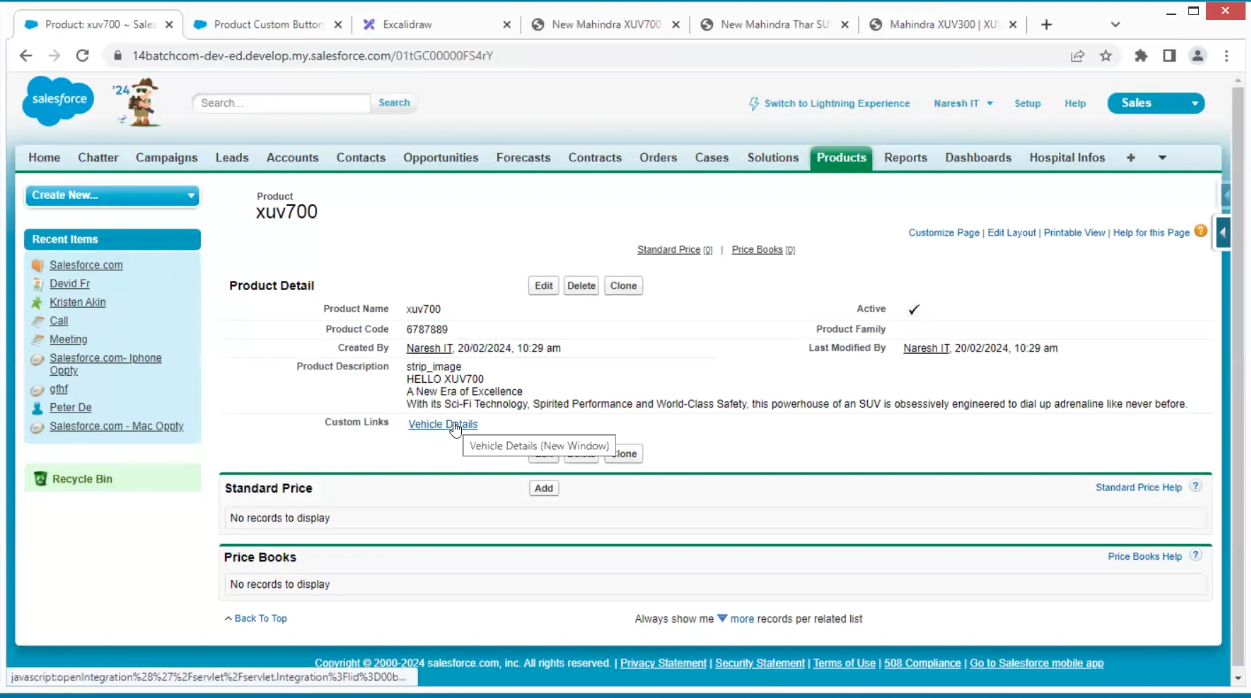 Product: xuv700 ~ Sales
Product Custom Button
Excalidraw
New Mahindra XUV700
New Mahindra Thar SU
Mahindra XUV300 | XU
14batchcom-dev-ed.develop.my.salesforce.com/01tGC00000FS4rY
salesforce
'24
Search...
Search
Switch to Lightning Experience
Naresh IT
Setup
Help
Sales
Home
Chatter
Campaigns
Leads
Accounts
Contacts
Opportunities
Forecasts
Contracts
Orders
Cases
Solutions
Products
Reports
Dashboards
Hospital Infos
Create New...
Recent Items
Salesforce.com
Devid Fr
Kristen Akin
Call
Meeting
Salesforce.com- Iphone
Oppty
gfhf
Peter De
Salesforce.com - Mac Oppty
Recycle Bin
Product
xuv700
Customize Page | Edit Layout | Printable View | Help for this Page
Standard Price [0] | Price Books [0]
Product Detail
Edit
Delete
Clone
Product Name xuv700
Active
Product Code 6787889
Product Family
Created By Naresh IT, 20/02/2024, 10:29 am
Last Modified By Naresh IT, 20/02/2024, 10:29 am
Product Description strip_image
HELLO XUV700
A New Era of Excellence
With its Sci-Fi Technology, Spirited Performance and World-Class Safety, this powerhouse of an SUV is obsessively engineered to dial up adrenaline like never before.
Custom Links Vehicle Details
Vehicle Details (New Window)
Standard Price
Add
Standard Price Help
No records to display
Price Books
Price Books Help
No records to display
Back To Top
Always show me more records per related list
Copyright © 2000-2024 salesforce.com, inc. All rights reserved. | Privacy Statement | Security Statement | Terms of Use | 508 Compliance | Go to Salesforce mobile app
javascript:openIntegration%28%27%2Fservlet%2Fservlet.Integration%3Flid%3D00b...